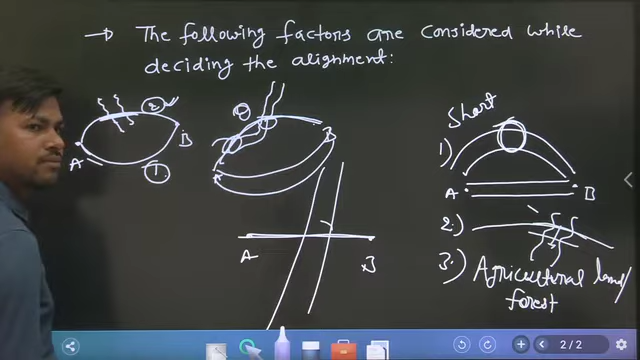 → The following factors are considered while
deciding the alignment:
2
A
B
1
B
A
A
B
Short
1)
A
B
2.)
3.) Agricultural land/
forest
2/2